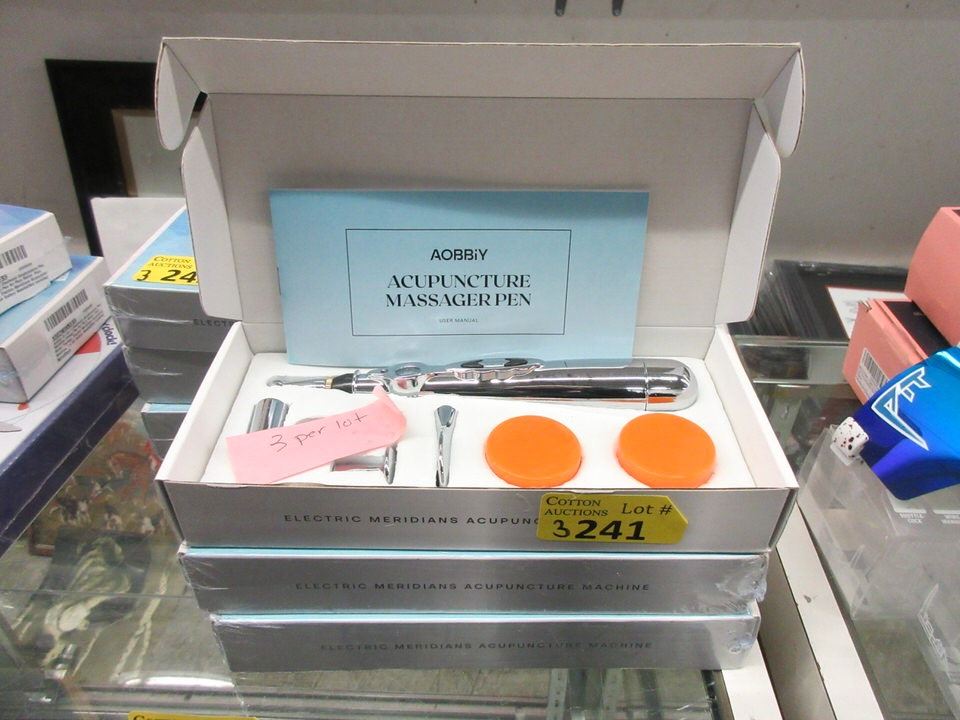 AOBBiY
ACUPUNCTURE
MASSAGER PEN
USER MANUAL
3 per lot
COTTON
AUCTIONS
Lot #
3241
ELECTRIC MERIDIANS ACUPUNC
ELECTRIC MERIDIANS ACUPUNCTURE MACHINE
ELECTRIC MERIDIANS ACUPUNCTURE MACHINE
COTTON
AUCTIONS
3 24
ELECT